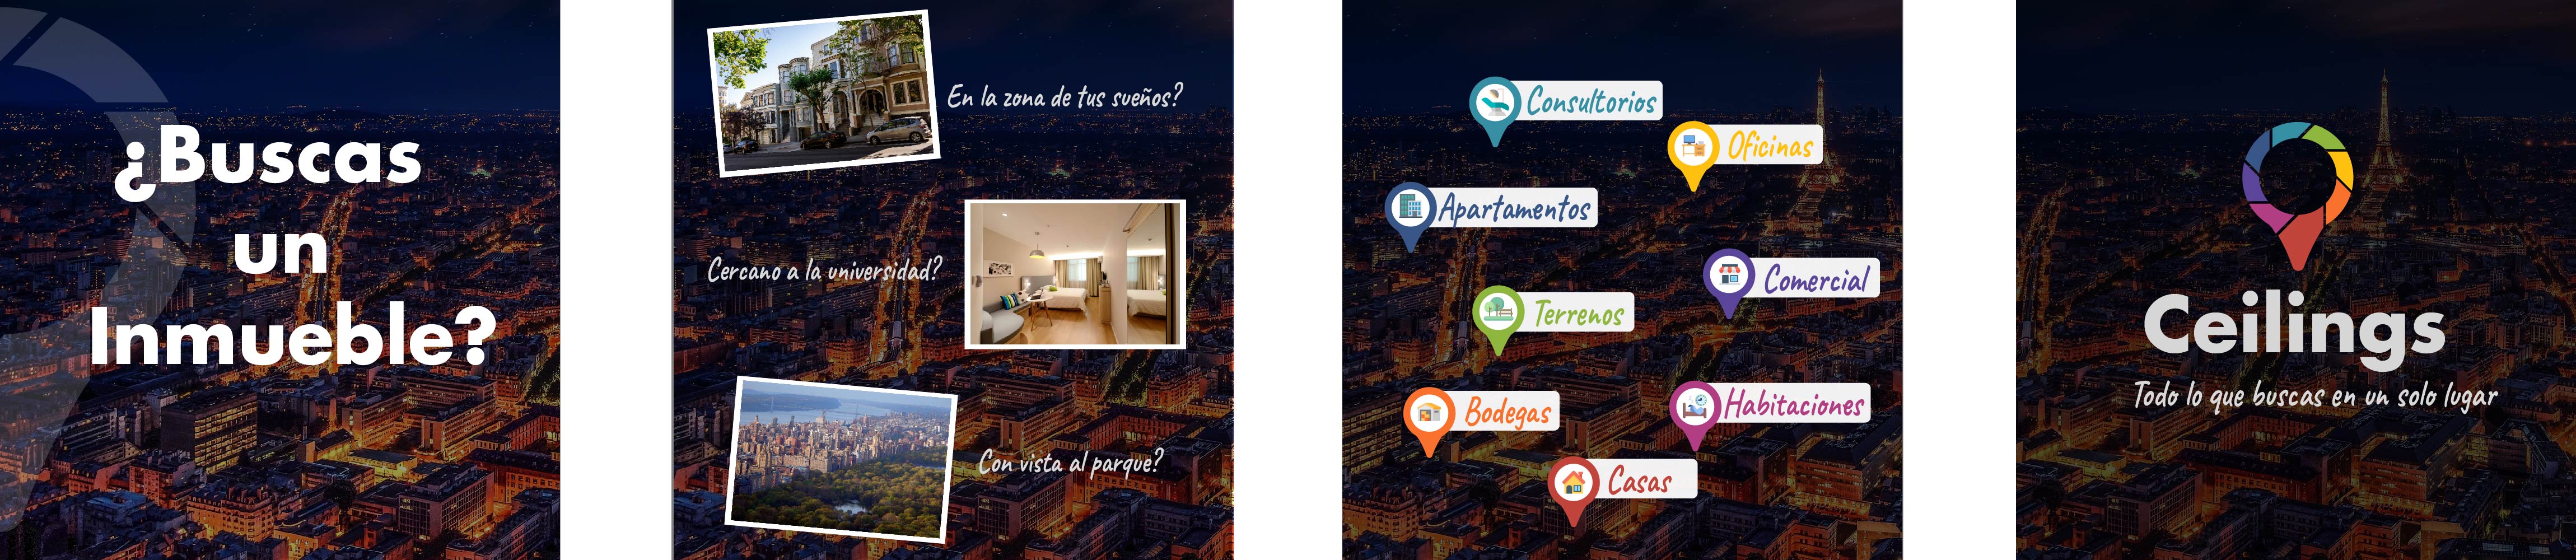 ¿Buscas
un
Inmueble?
En la zona de tus sueños?
Cercano a la universidad?
Con vista al parque?
Consultorios
Oficinas
Apartamentos
Comercial
Terrenos
Bodegas
Habitaciones
Casas
Ceilings
Todo lo que buscas en un solo lugar